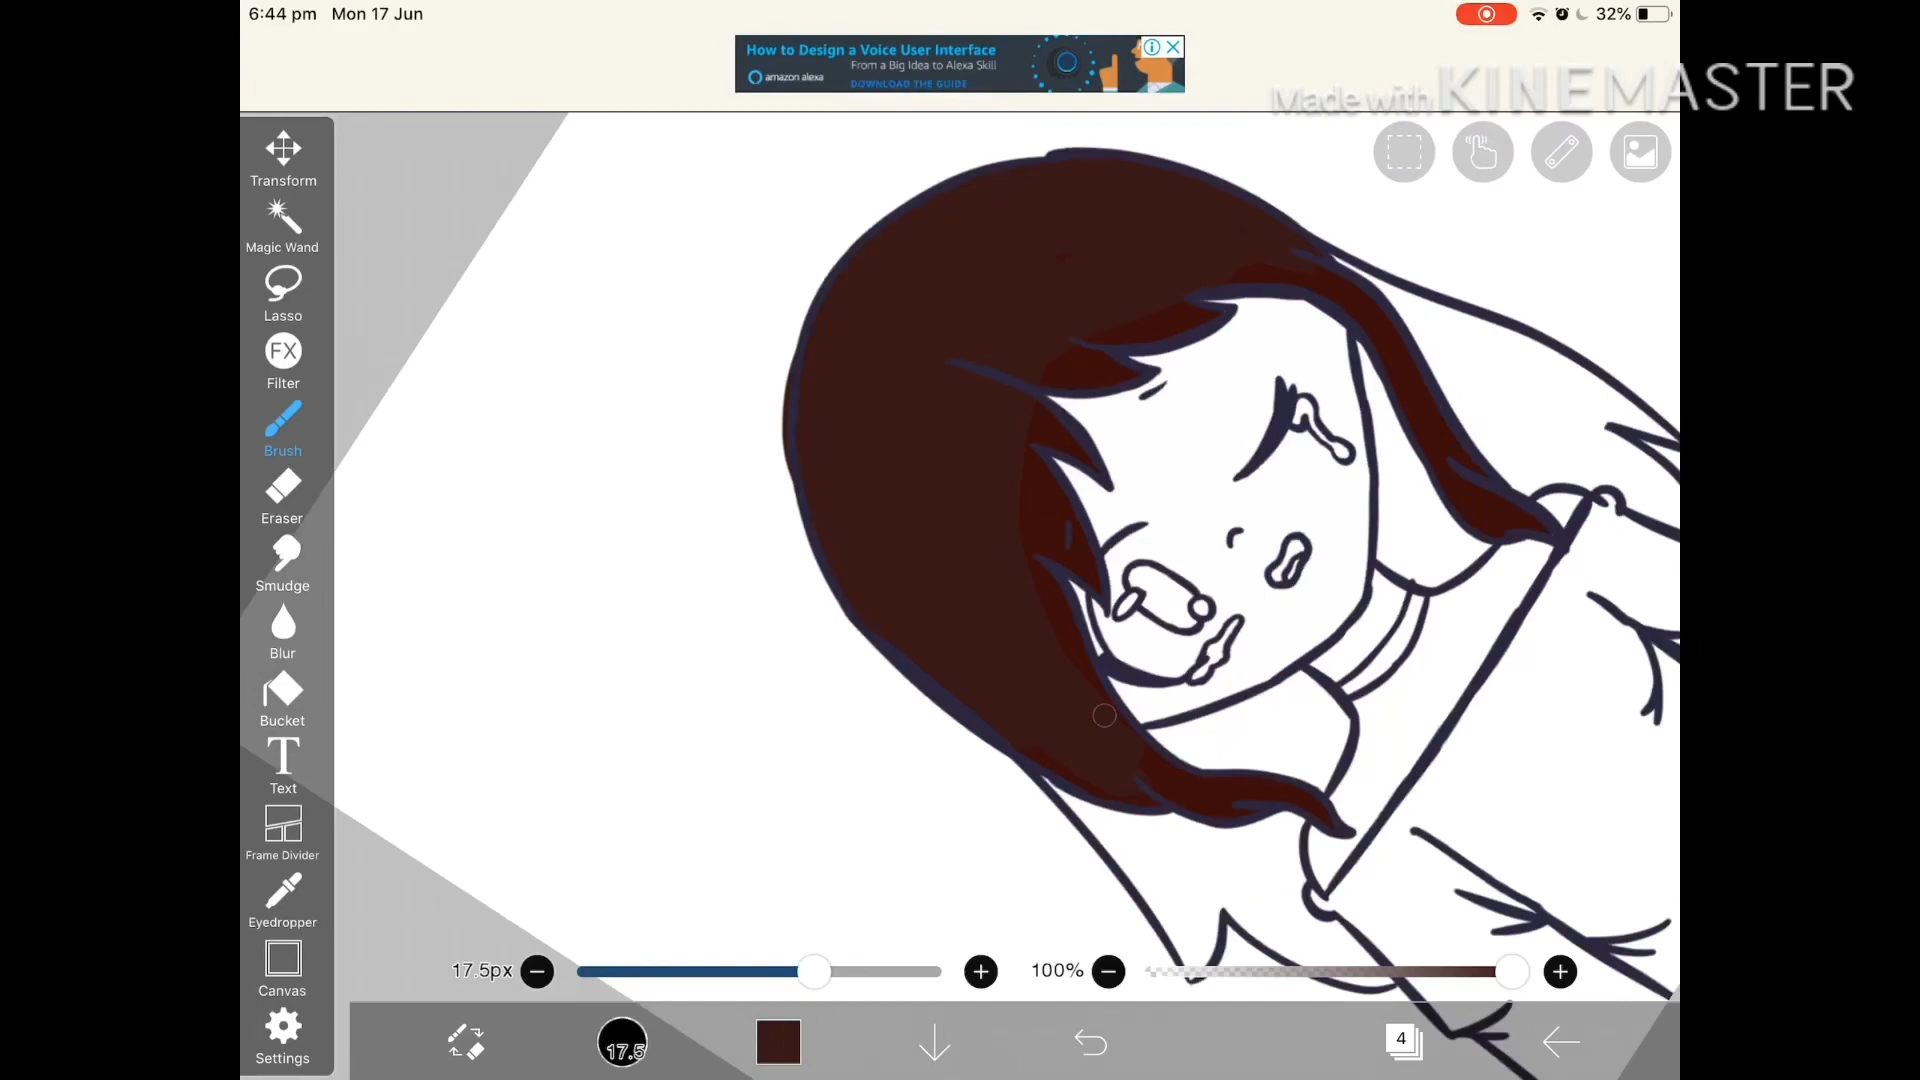 6:44 pm Mon 17 Jun
32%
How to Design a Voice User Interface
From a Big Idea to Alexa Skill
amazon alexa
DOWNLOAD THE GUIDE
Made with KINEMASTER
Transform
Magic Wand
Lasso
FX
Filter
Brush
Eraser
Smudge
Blur
Bucket
T
Text
Frame Divider
Eyedropper
Canvas
Settings
17.5px
100%
17.5
4